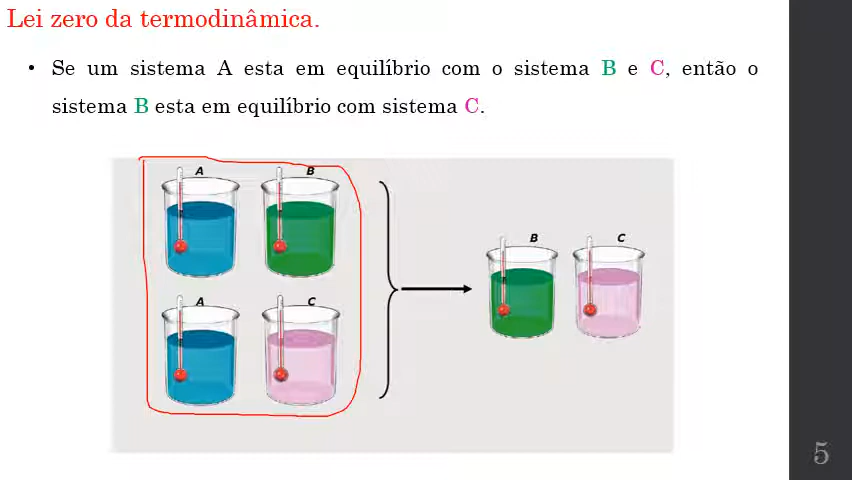 Lei zero da termodinâmica.
• Se um sistema A esta em equilíbrio com o sistema B e C, então o
sistema B esta em equilíbrio com sistema C.
A B
B C
A C
5